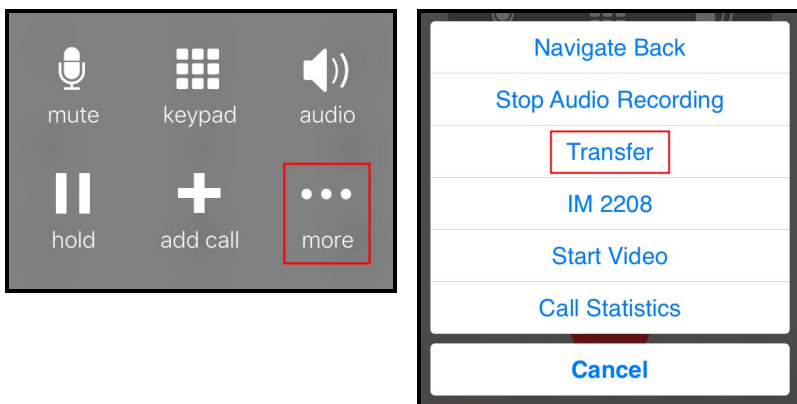 mute keypad audio
hold add call more
Navigate Back
Stop Audio Recording
Transfer
IM 2208
Start Video
Call Statistics
Cancel